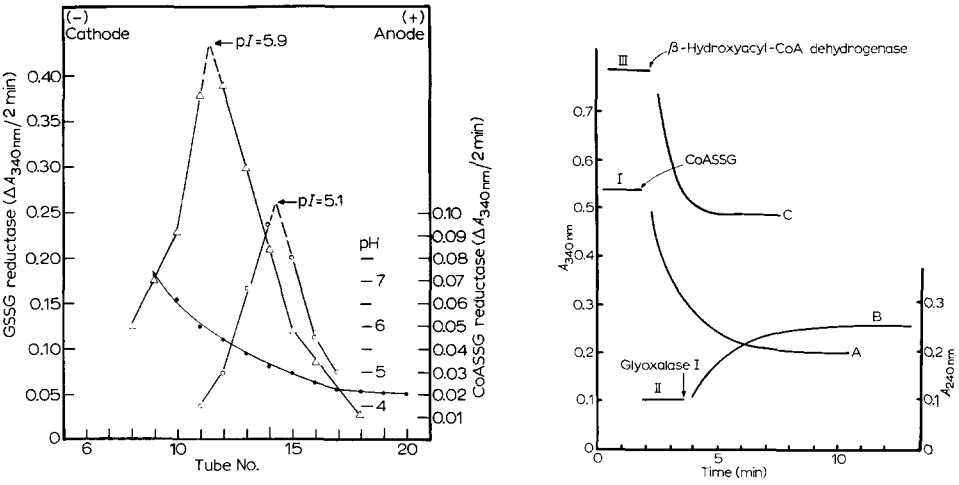 (−)
Cathode
(+)
Anode
pI=5.9
pI=5.1
GSSG reductase (ΔA340nm/2 min)
0.40
0.35
0.30
0.25
0.20
0.15
0.10
0.05
0
6
8
10
12
15
20
Tube No.
pH
7
6
5
4
0.10
0.09
0.08
0.07
0.06
0.05
0.04
0.03
0.02
0.01
CoASSG reductase (ΔA340nm/2min)
III
β-Hydroxyacyl-CoA dehydrogenase
I
CoASSG
C
B
A
Glyoxalase I
II
A340nm
0.7
0.6
0.5
0.4
0.3
0.2
0.1
0
5
10
Time (min)
0.3
0.2
0.1
0
A240nm